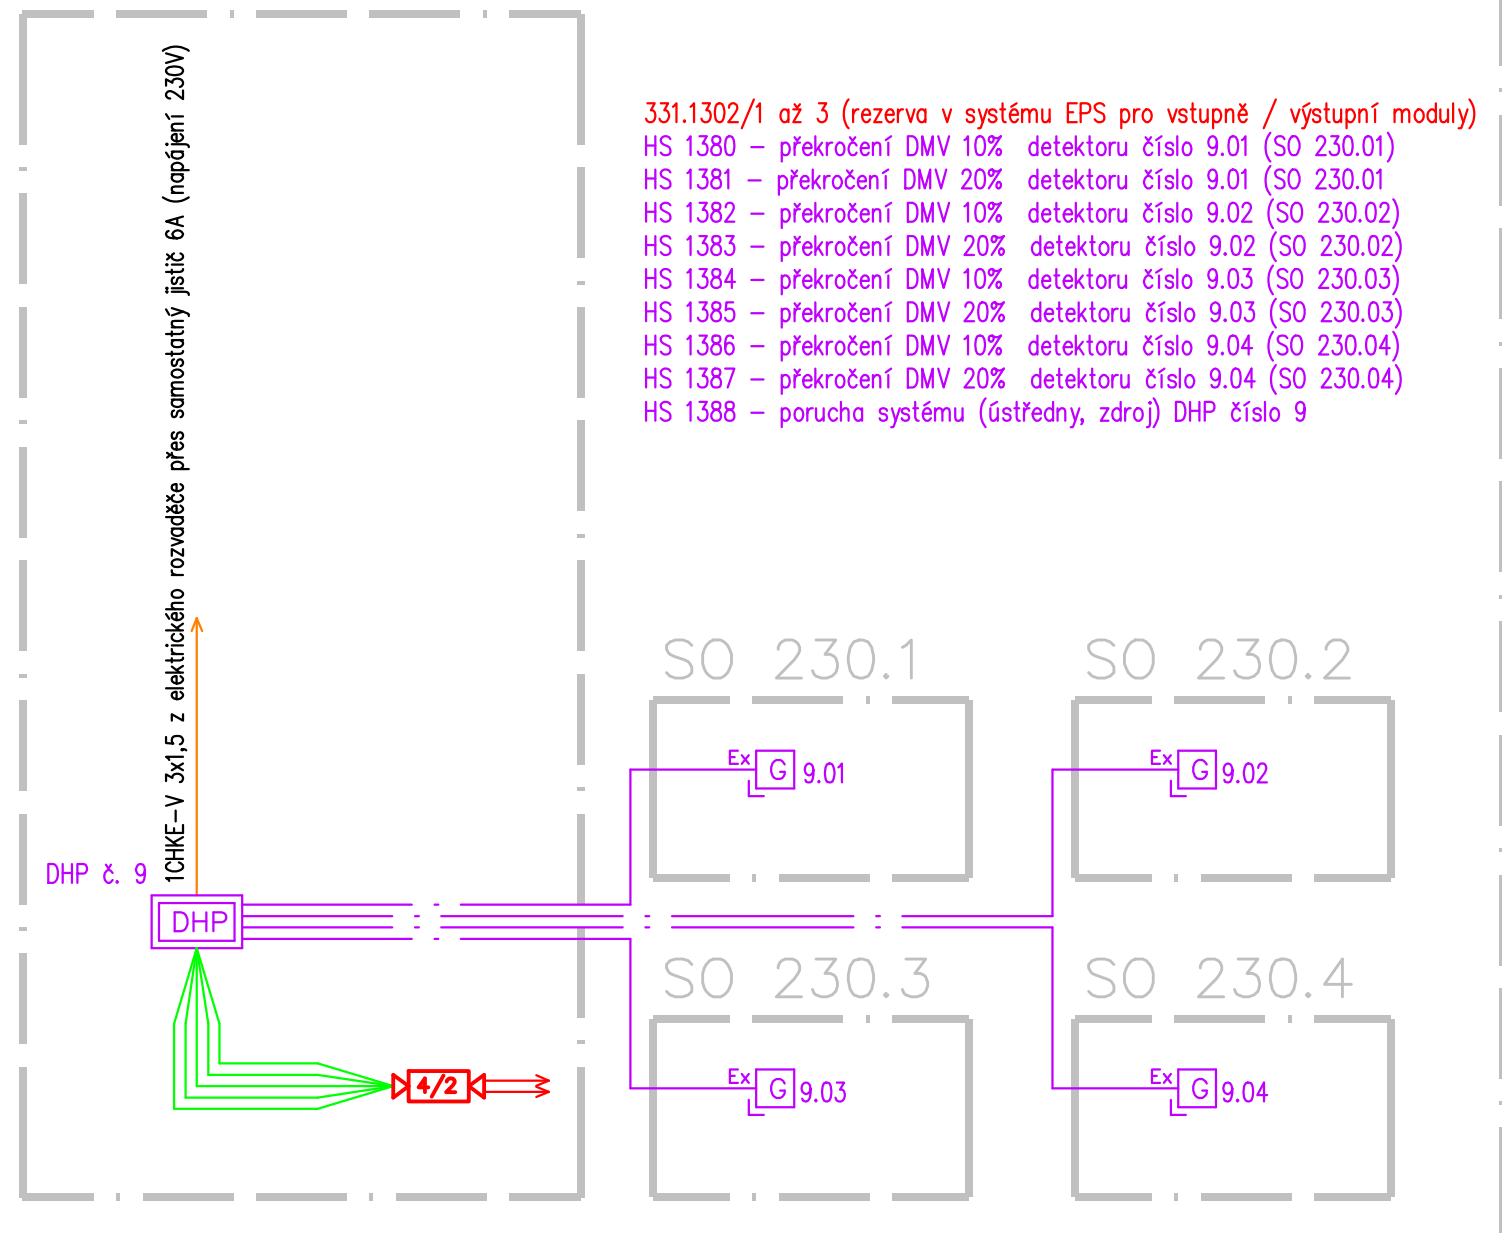 1CHKE-V 3x1,5 z elektrického rozvaděče přes samostatný jistič 6A (napájení 230V)
331.1302/1 až 3 (rezerva v systému EPS pro vstupně / výstupní moduly)
HS 1380 – překročení DMV 10% detektoru číslo 9.01 (SO 230.01)
HS 1381 – překročení DMV 20% detektoru číslo 9.01 (SO 230.01
HS 1382 – překročení DMV 10% detektoru číslo 9.02 (SO 230.02)
HS 1383 – překročení DMV 20% detektoru číslo 9.02 (SO 230.02)
HS 1384 – překročení DMV 10% detektoru číslo 9.03 (SO 230.03)
HS 1385 – překročení DMV 20% detektoru číslo 9.03 (SO 230.03)
HS 1386 – překročení DMV 10% detektoru číslo 9.04 (SO 230.04)
HS 1387 – překročení DMV 20% detektoru číslo 9.04 (SO 230.04)
HS 1388 – porucha systému (ústředny, zdroj) DHP číslo 9
SO 230.1
SO 230.2
Ex G 9.01
Ex G 9.02
DHP č. 9
DHP
SO 230.3
SO 230.4
4/2
Ex G 9.03
Ex G 9.04